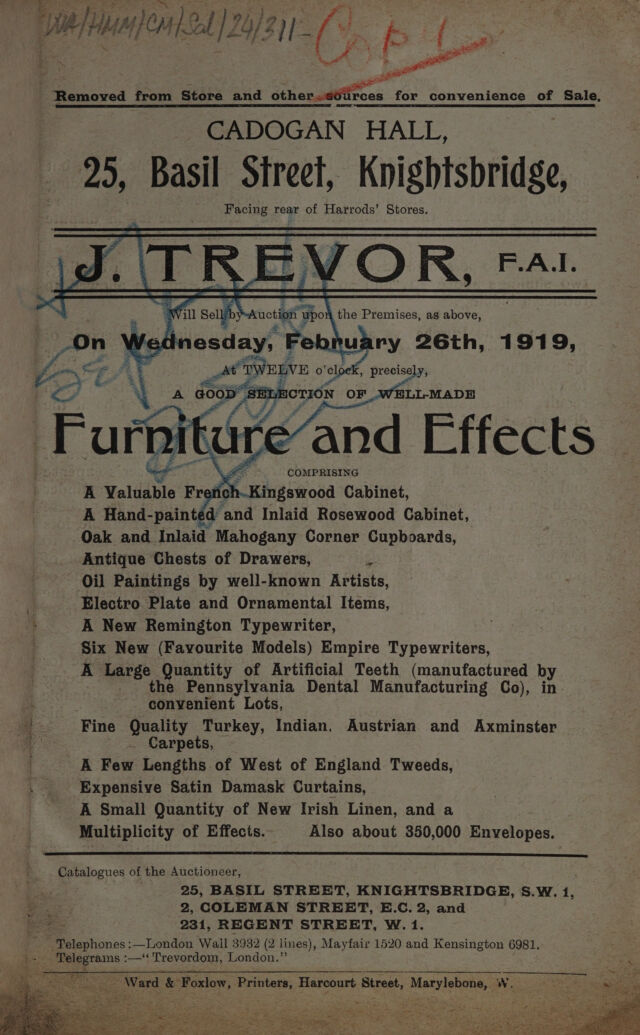 WA/HMM/CM/Sal/24/311
Copy
Removed from Store and other sources for convenience of Sale.
CADOGAN HALL,
25, Basil Street, Knightsbridge,
Facing rear of Harrods' Stores.
J. TREVOR, F.A.I.
Will Sell by Auction upon the Premises, as above,
On Wednesday, February 26th, 1919,
At TWELVE o'clock, precisely,
A GOOD SELECTION OF WELL-MADE
Furniture and Effects
COMPRISING
A Valuable French Kingswood Cabinet,
A Hand-painted and Inlaid Rosewood Cabinet,
Oak and Inlaid Mahogany Corner Cupboards,
Antique Chests of Drawers,
Oil Paintings by well-known Artists,
Electro Plate and Ornamental Items,
A New Remington Typewriter,
Six New (Favourite Models) Empire Typewriters,
A Large Quantity of Artificial Teeth (manufactured by
the Pennsylvania Dental Manufacturing Co), in
convenient Lots,
Fine Quality Turkey, Indian, Austrian and Axminster
Carpets,
A Few Lengths of West of England Tweeds,
Expensive Satin Damask Curtains,
A Small Quantity of New Irish Linen, and a
Multiplicity of Effects. Also about 350,000 Envelopes.
Catalogues of the Auctioneer,
25, BASIL STREET, KNIGHTSBRIDGE, S.W. 1,
2, COLEMAN STREET, E.C. 2, and
231, REGENT STREET, W. 1.
Telephones:—London Wall 3932 (2 lines), Mayfair 1520 and Kensington 6981.
Telegrams:—"Trevordom, London."
Ward & Foxlow, Printers, Harcourt Street, Marylebone, W.